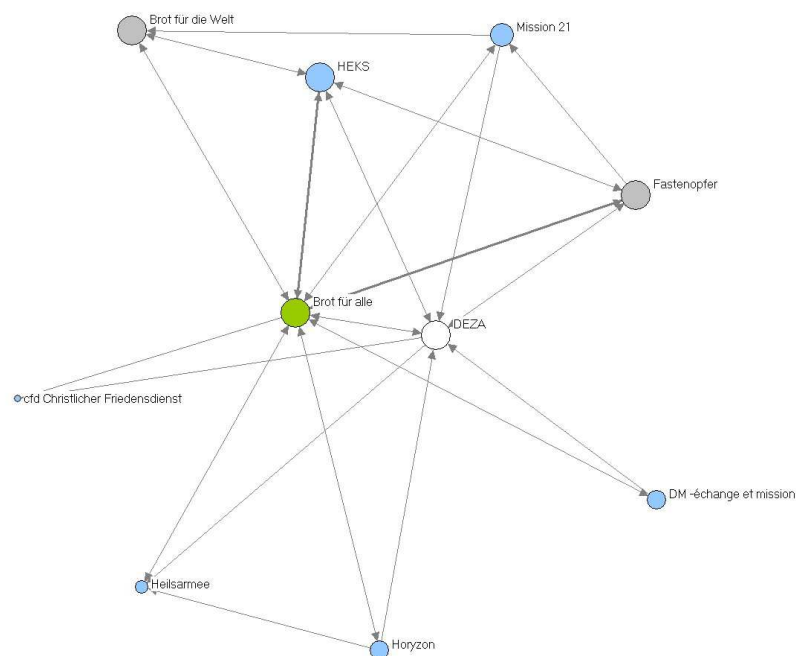 Brot für die Welt
Mission 21
HEKS
Fastenopfer
Brot für alle
DEZA
cfd Christlicher Friedensdienst
DM -échange et mission
Heilsarmee
Horyzon